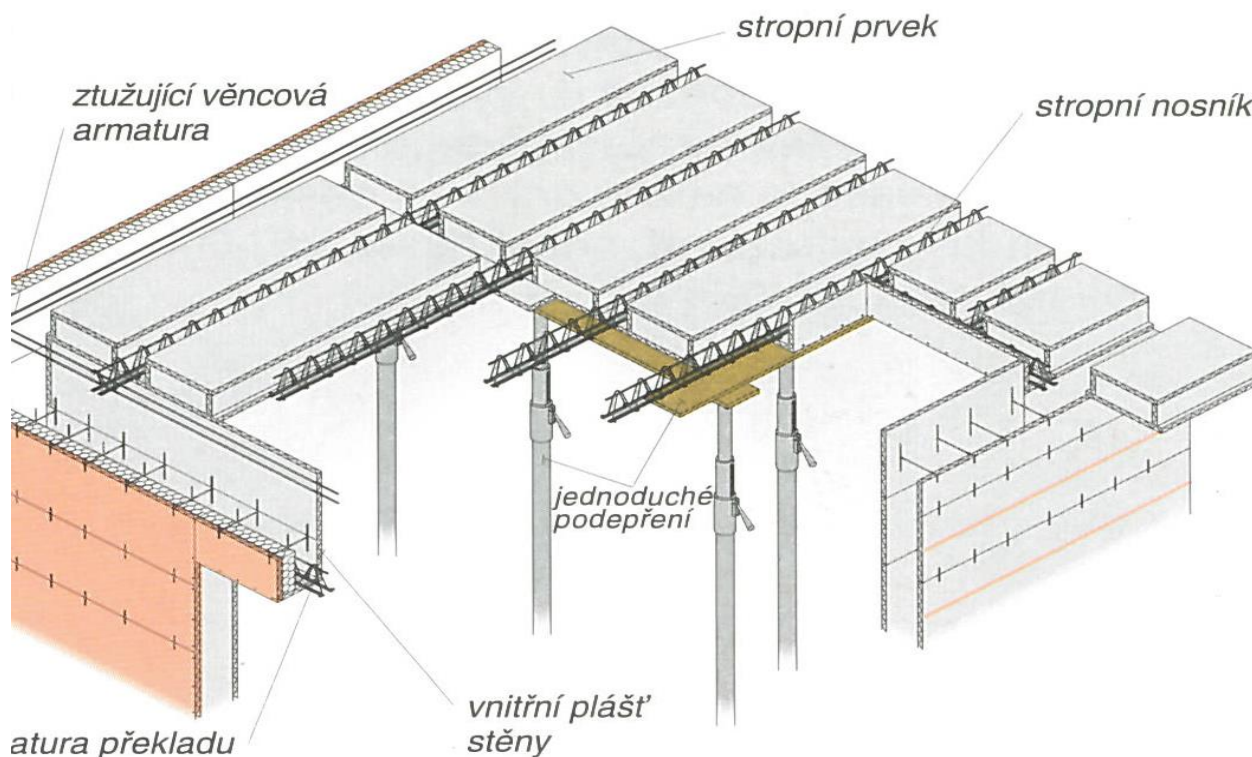 stropní prvek
ztužující věncová
armatura
stropní nosník
jednoduché
podepření
vnitřní plášť
stěny
atura překladu